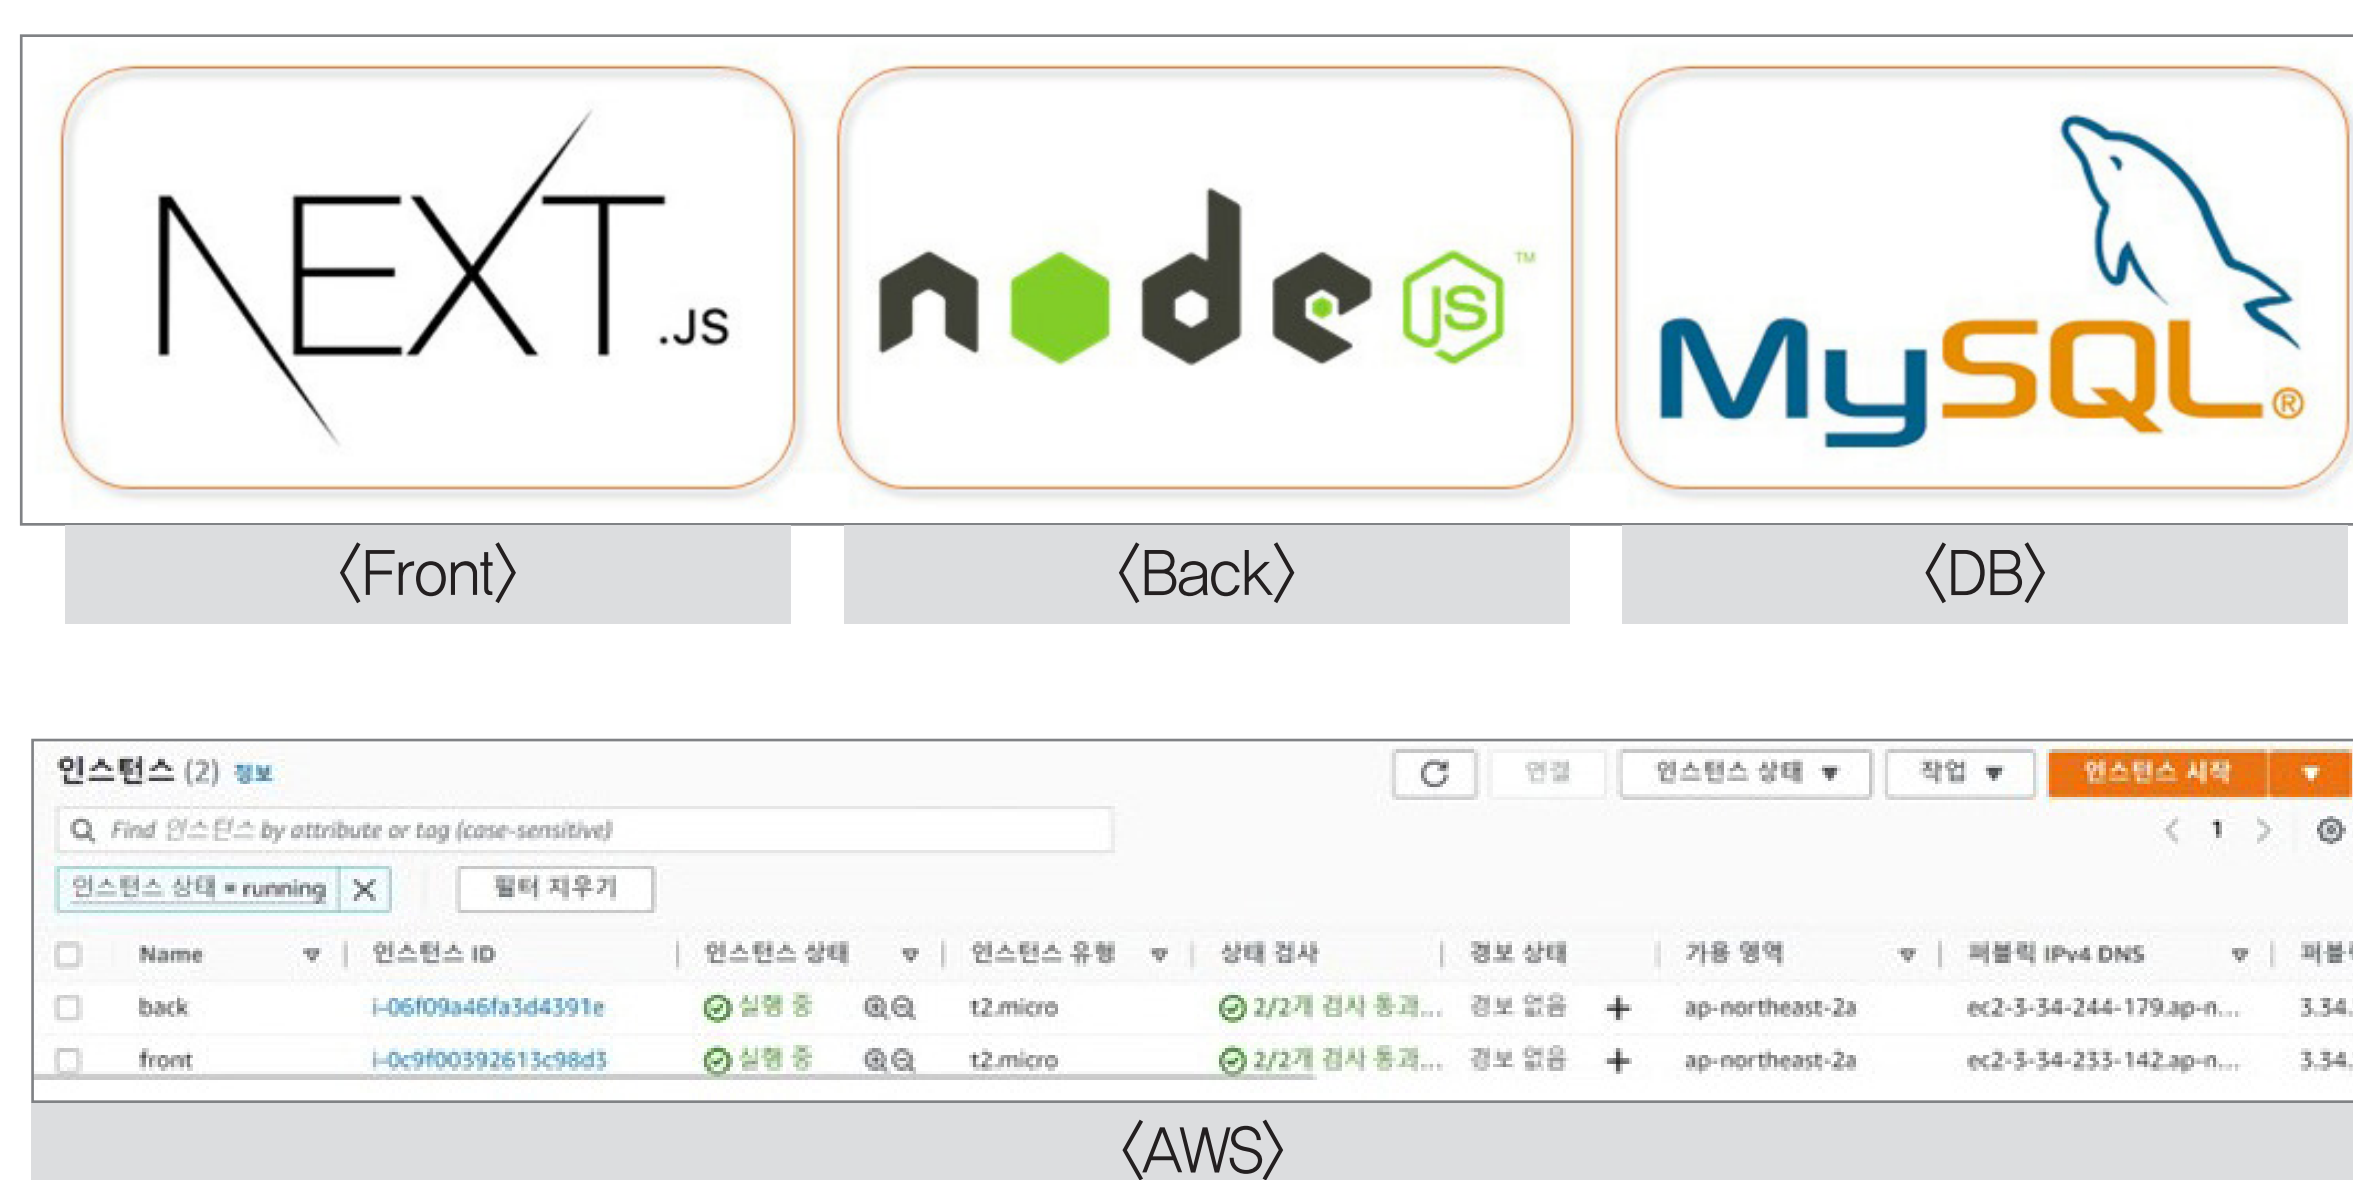 NEXT.JS
node JS TM
MySQL®
〈Front〉
〈Back〉
〈DB〉
인스턴스 (2) 정보
연결
인스턴스 상태
작업
인스턴스 시작
Find 인스턴스 by attribute or tag (case-sensitive)
1
인스턴스 상태 = running
필터 지우기
Name 인스턴스 ID 인스턴스 상태 인스턴스 유형 상태 검사 경보 상태 가용 영역 퍼블릭 IPv4 DNS
back i-06f09a46fa3d4391e 실행 중 t2.micro 2/2개 검사 통과... 경보 없음 + ap-northeast-2a ec2-3-34-244-179.ap-n... 3.34.
front i-0c9f00392613c98d3 실행 중 t2.micro 2/2개 검사 통과... 경보 없음 + ap-northeast-2a ec2-3-34-233-142.ap-n... 3.34.
〈AWS〉